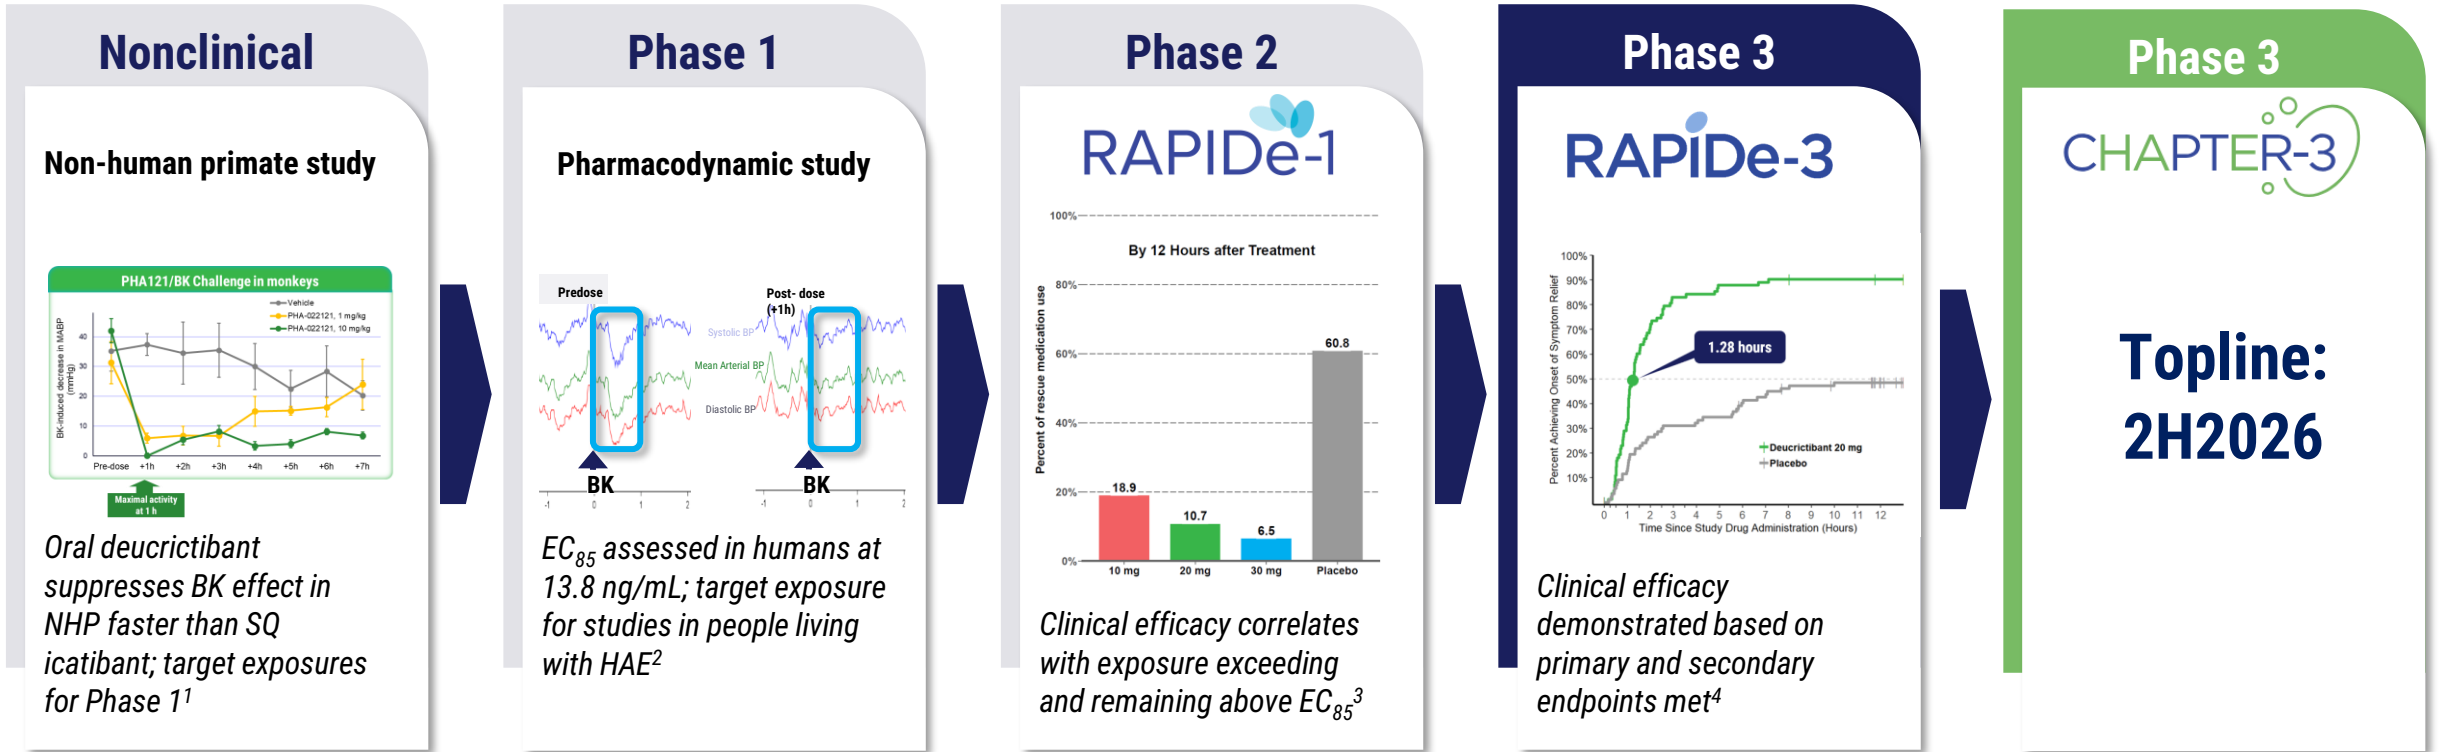 Nonclinical
Non-human primate study
PHA121/BK Challenge in monkeys
Vehicle
PHA-022121, 1 mg/kg
PHA-022121, 10 mg/kg
BK-induced decrease in MABP
(mmHg)
40
30
20
10
0
Pre-dose +1h +2h +3h +4h +5h +6h +7h
Maximal activity
at 1 h
Oral deucrictibant
suppresses BK effect in
NHP faster than SQ
icatibant; target exposures
for Phase 1¹
Phase 1
Pharmacodynamic study
Predose
Post- dose
(+1h)
Systolic BP
Mean Arterial BP
Diastolic BP
BK
BK
-1 0 1 2
-1 0 1 2
EC₈₅ assessed in humans at
13.8 ng/mL; target exposure
for studies in people living
with HAE²
Phase 2
RAPIDe-1
By 12 Hours after Treatment
Percent of rescue medication use
100%
80%
60%
40%
20%
0%
18.9
10.7
6.5
60.8
10 mg 20 mg 30 mg Placebo
Clinical efficacy correlates
with exposure exceeding
and remaining above EC₈₅³
Phase 3
RAPiDe-3
Percent Achieving Onset of Symptom Relief
100%
90%
80%
70%
60%
50%
40%
30%
20%
10%
1.28 hours
Deucrictibant 20 mg
Placebo
0 1 2 3 4 5 6 7 8 9 10 11 12
Time Since Study Drug Administration (Hours)
Clinical efficacy
demonstrated based on
primary and secondary
endpoints met⁴
Phase 3
CHAPTER-3
Topline:
2H2026